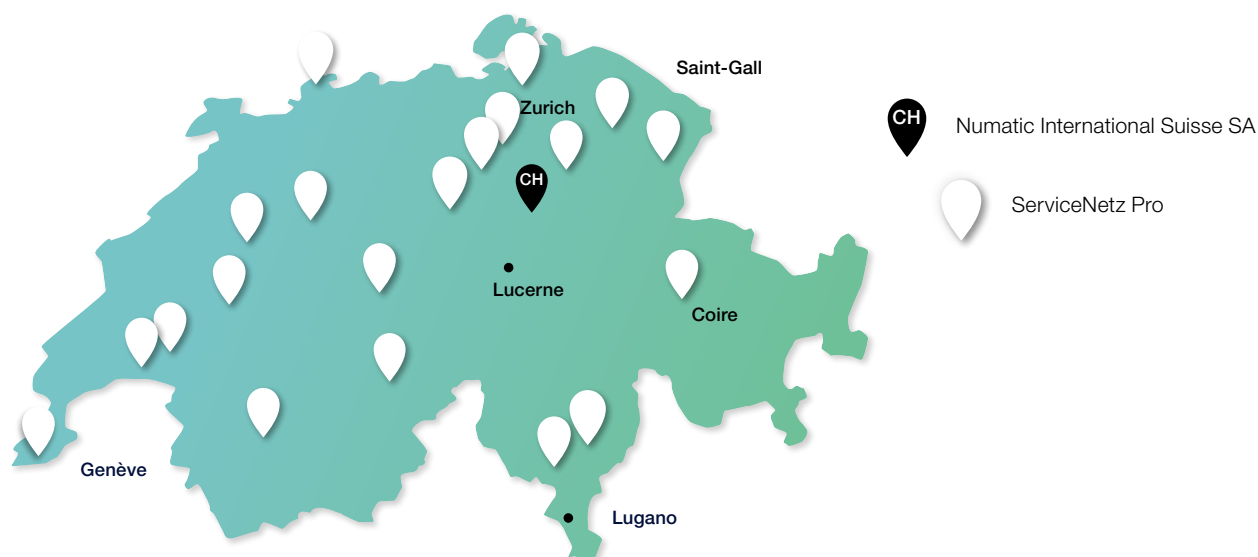 Saint-Gall
Zurich
CH
Numatic International Suisse SA
CH
ServiceNetz Pro
Lucerne
Coire
Genève
Lugano